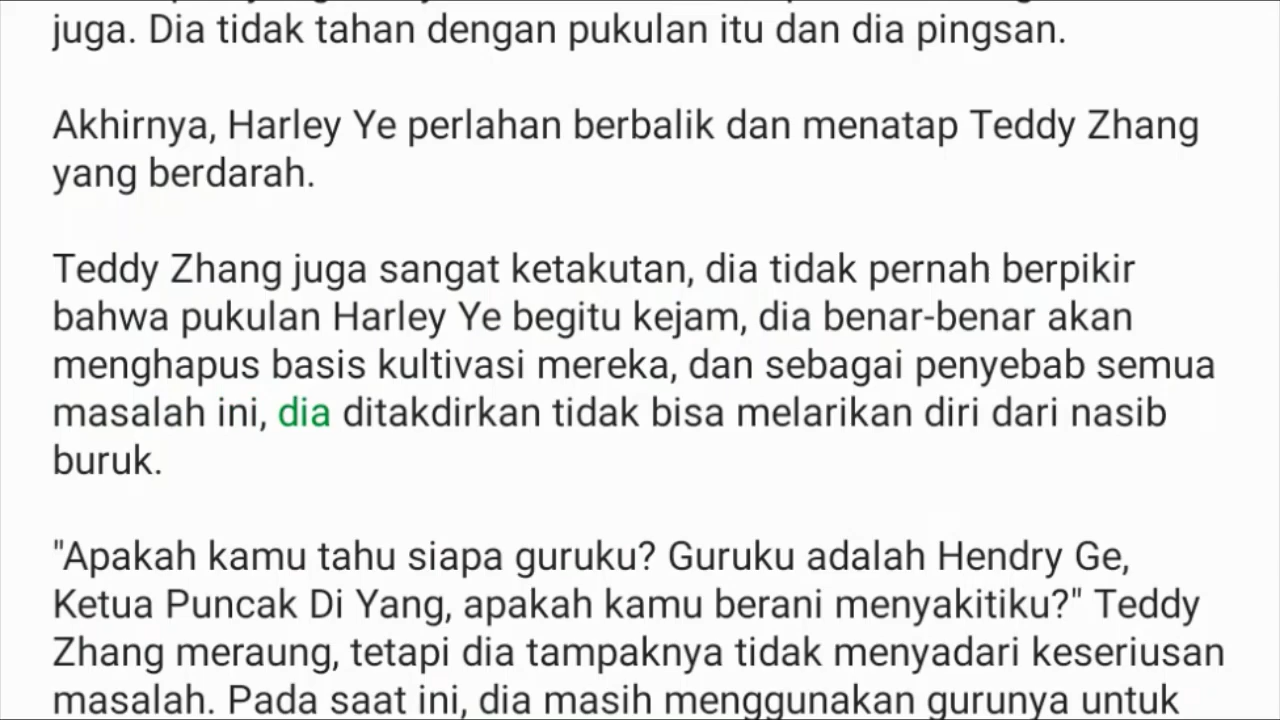 juga. Dia tidak tahan dengan pukulan itu dan dia pingsan.
Akhirnya, Harley Ye perlahan berbalik dan menatap Teddy Zhang
yang berdarah.
Teddy Zhang juga sangat ketakutan, dia tidak pernah berpikir
bahwa pukulan Harley Ye begitu kejam, dia benar-benar akan
menghapus basis kultivasi mereka, dan sebagai penyebab semua
masalah ini, dia ditakdirkan tidak bisa melarikan diri dari nasib
buruk.
"Apakah kamu tahu siapa guruku? Guruku adalah Hendry Ge,
Ketua Puncak Di Yang, apakah kamu berani menyakitiku?" Teddy
Zhang meraung, tetapi dia tampaknya tidak menyadari keseriusan
masalah. Pada saat ini, dia masih menggunakan gurunya untuk